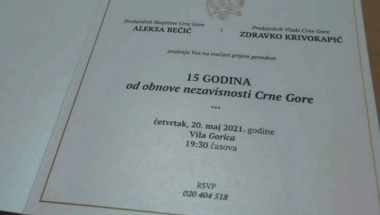 Predsjednik Skupštine Crne Gore
ALEKSA BEČIĆ
Predsjednik Vlade Crne Gore
ZDRAVKO KRIVOKAPIĆ
pozivaju Vas na svečani prijem povodom
15 GODINA
od obnove nezavisnosti Crne Gore
***
četvrtak, 20. maj 2021. godine
Vila Gorica
19:30 časova
RSVP
020 404 518